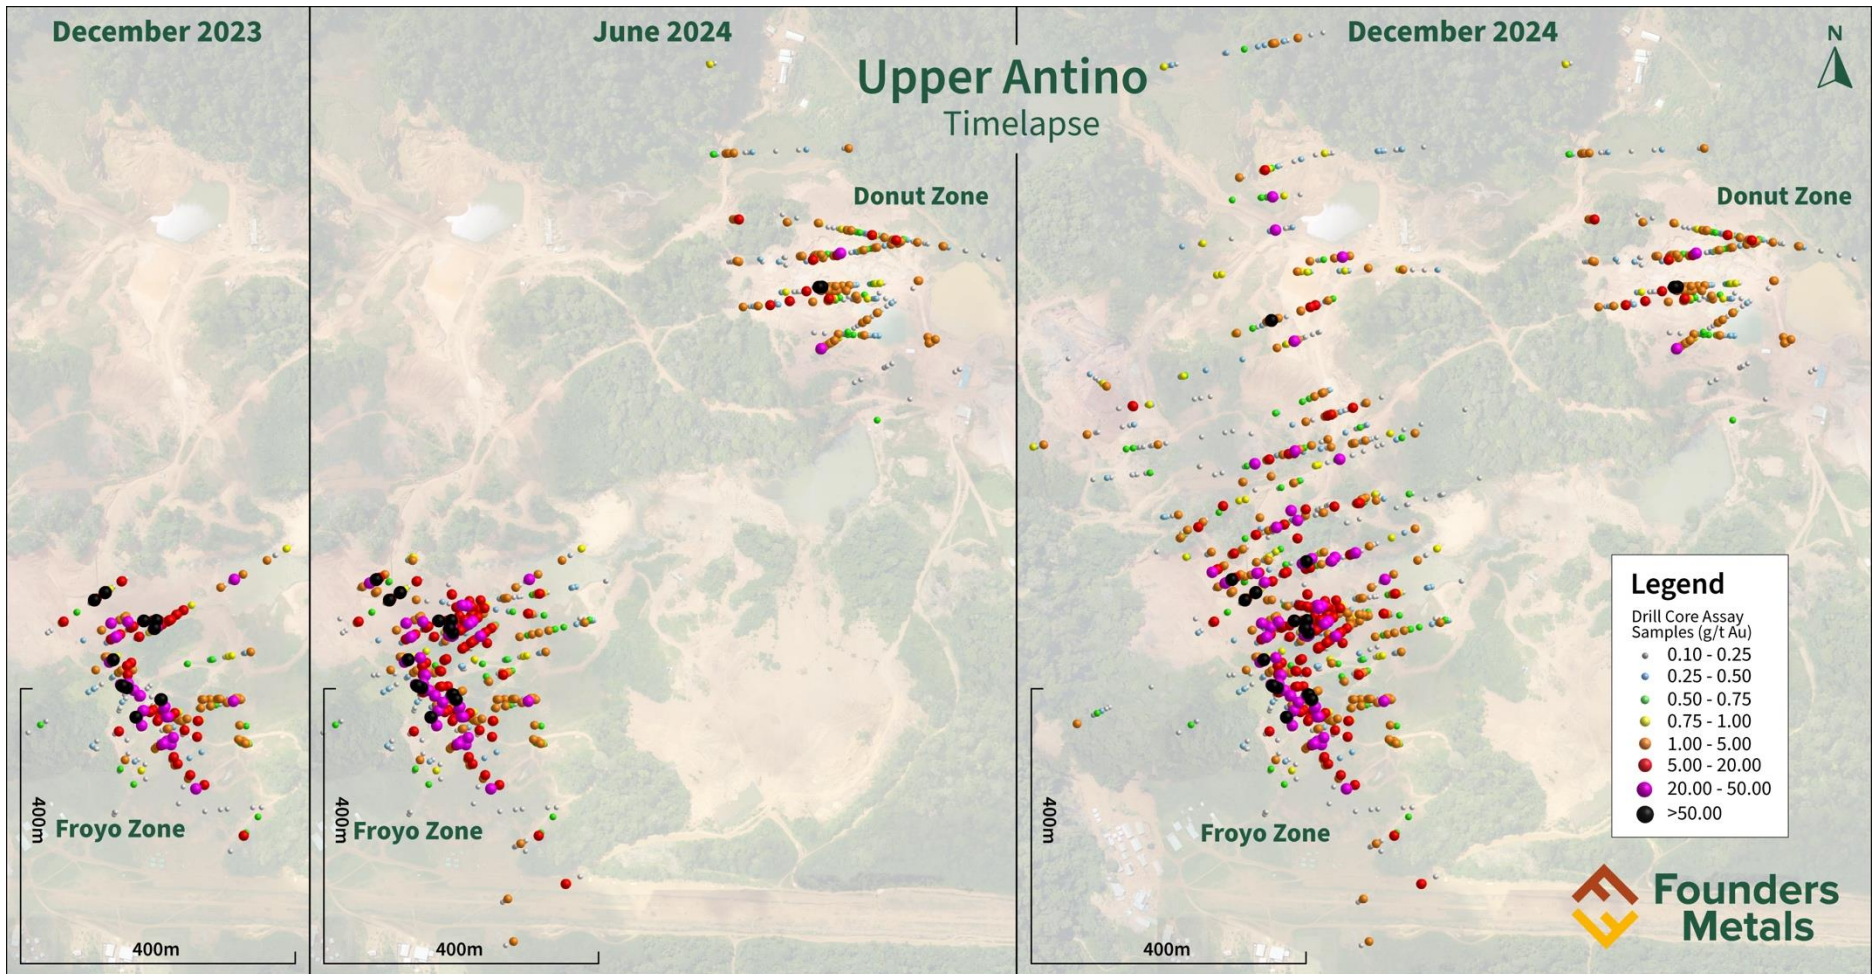 December 2023
June 2024
December 2024
N
Upper Antino
Timelapse
Donut Zone
Donut Zone
Legend
Drill Core Assay
Samples (g/t Au)
0.10 - 0.25
0.25 - 0.50
0.50 - 0.75
0.75 - 1.00
1.00 - 5.00
5.00 - 20.00
20.00 - 50.00
>50.00
400m
Froyo Zone
400m
400m
Froyo Zone
400m
400m
Froyo Zone
400m
Founders
Metals